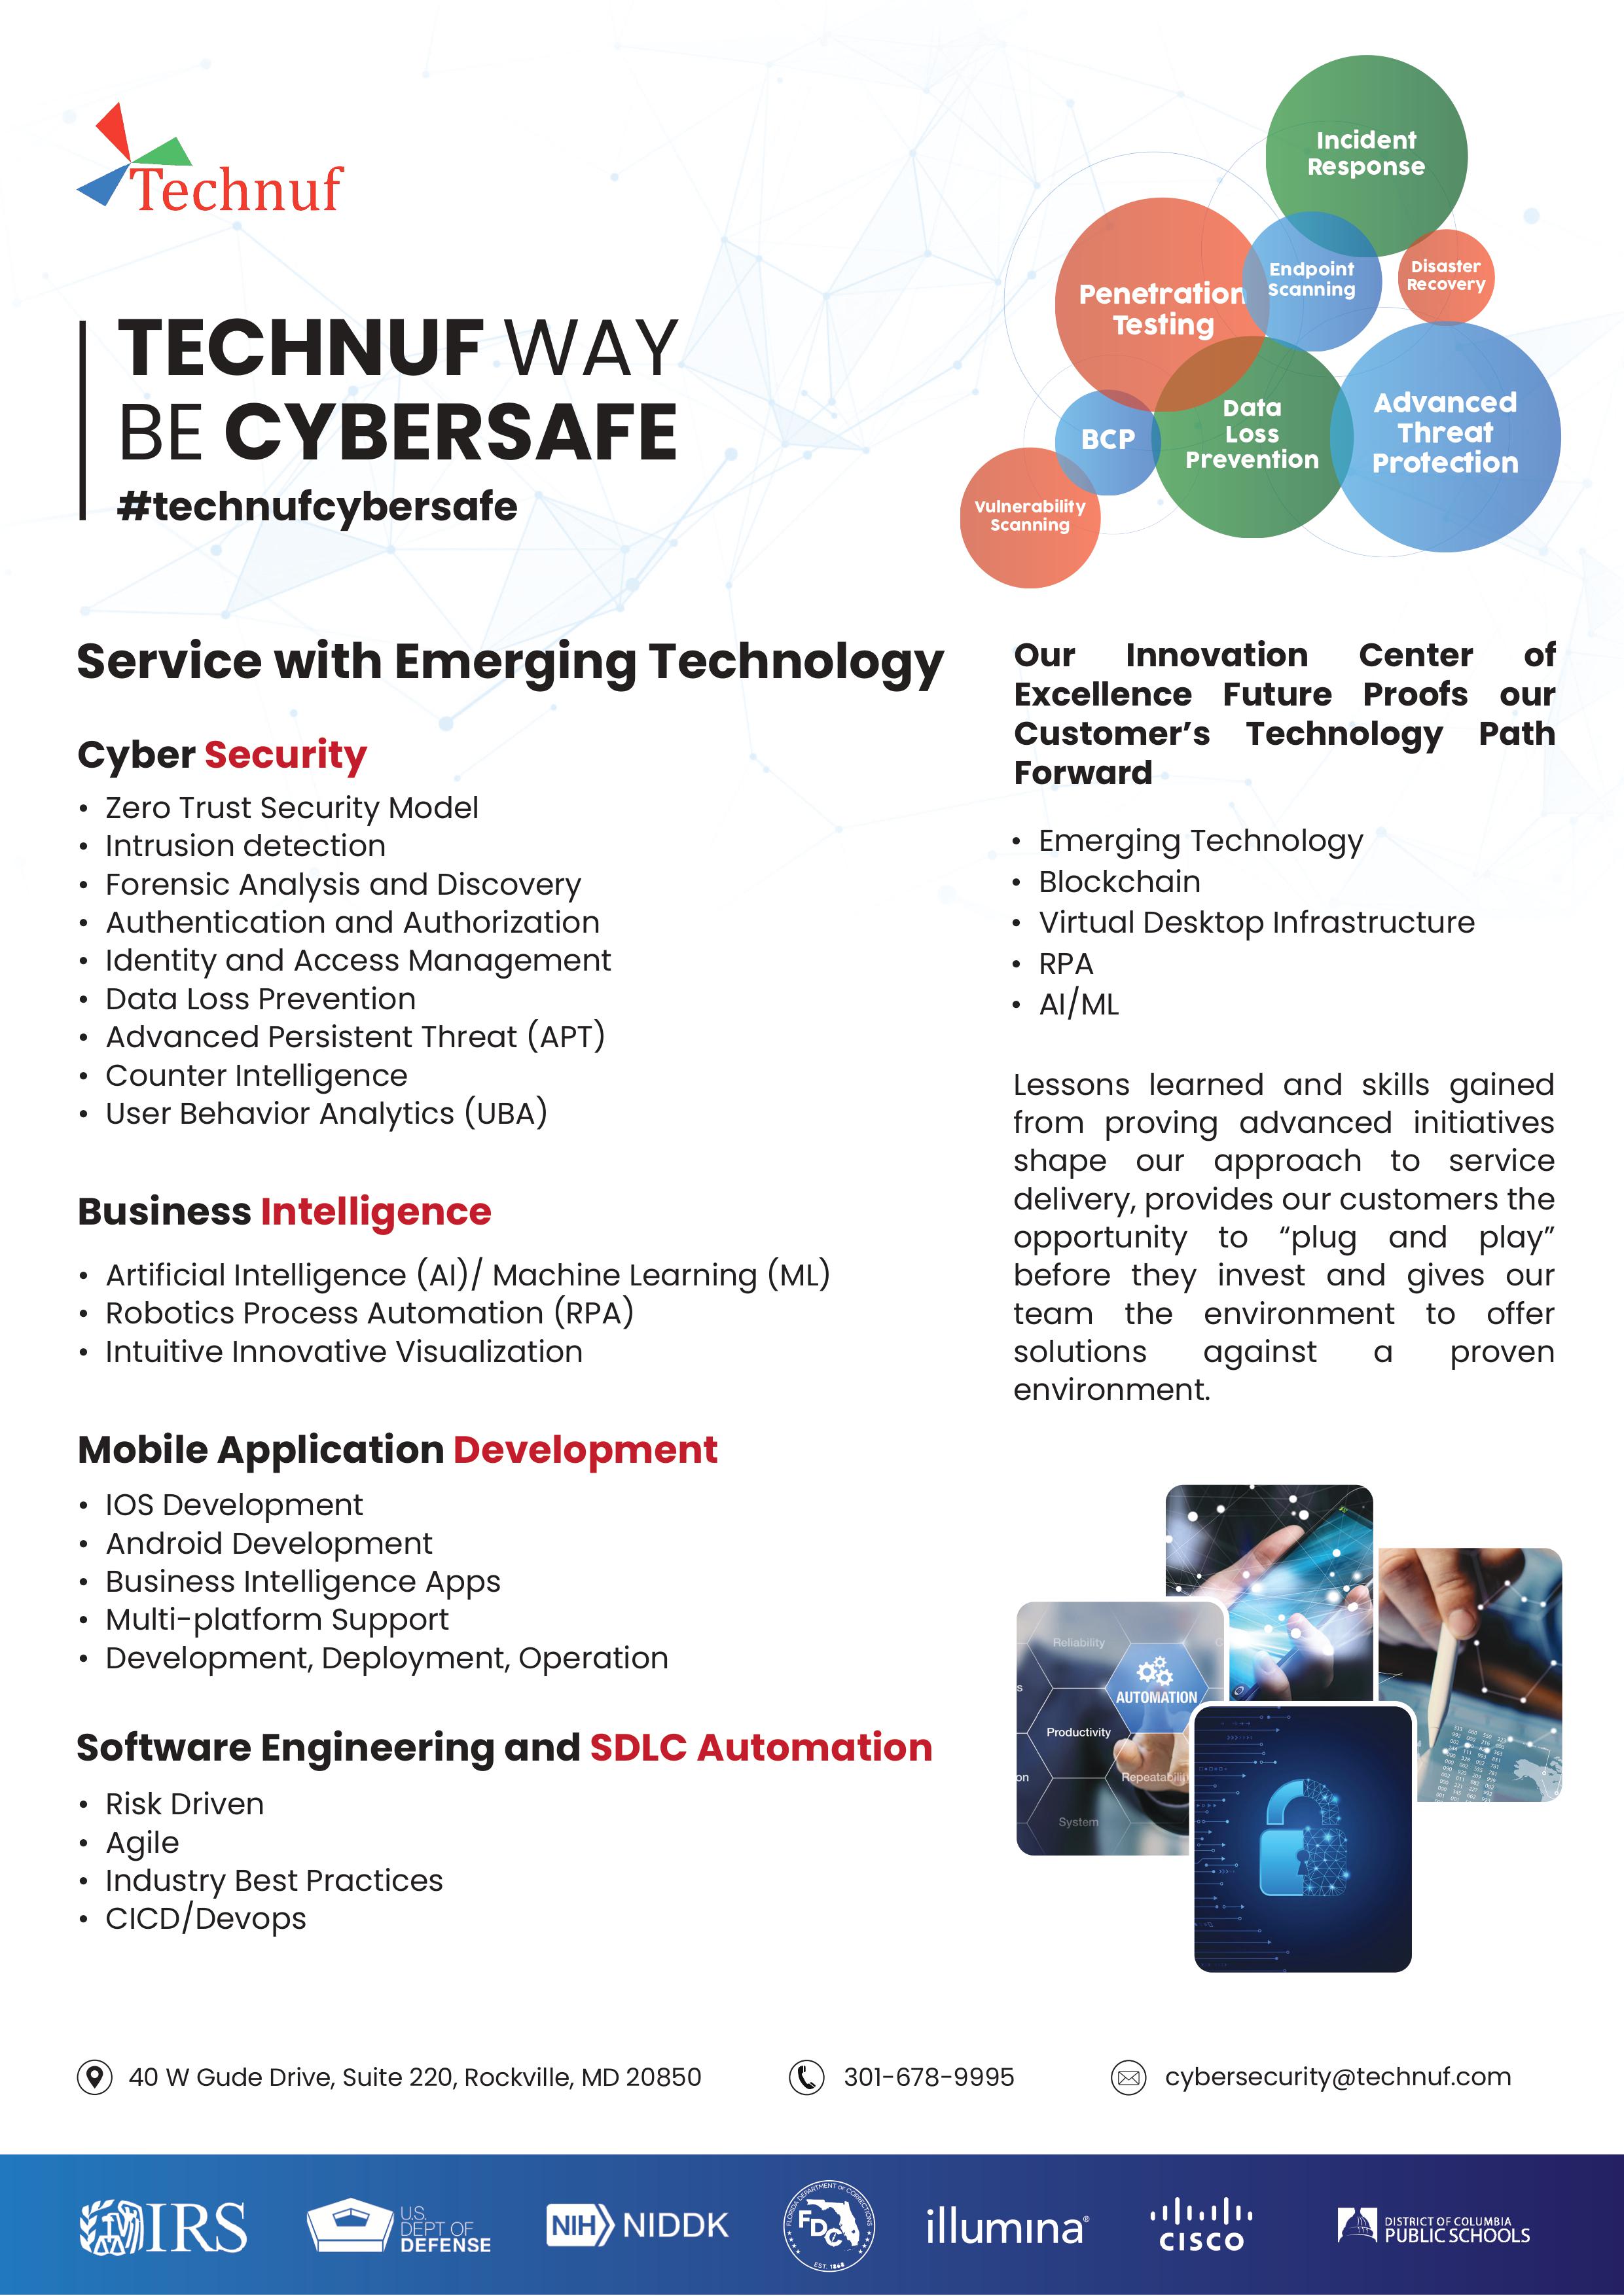 Technuf
TECHNUF WAY
BE CYBERSAFE
#technufcybersafe
Incident
Response
Penetration
Testing
Endpoint
Scanning
Disaster
Recovery
BCP
Data
Loss
Prevention
Advanced
Threat
Protection
Vulnerability
Scanning
Service with Emerging Technology
Cyber Security
• Zero Trust Security Model
• Intrusion detection
• Forensic Analysis and Discovery
• Authentication and Authorization
• Identity and Access Management
• Data Loss Prevention
• Advanced Persistent Threat (APT)
• Counter Intelligence
• User Behavior Analytics (UBA)
Business Intelligence
• Artificial Intelligence (AI)/ Machine Learning (ML)
• Robotics Process Automation (RPA)
• Intuitive Innovative Visualization
Mobile Application Development
• IOS Development
• Android Development
• Business Intelligence Apps
• Multi-platform Support
• Development, Deployment, Operation
Software Engineering and SDLC Automation
• Risk Driven
• Agile
• Industry Best Practices
• CICD/Devops
Our Innovation Center of
Excellence Future Proofs our
Customer’s Technology Path
Forward
• Emerging Technology
• Blockchain
• Virtual Desktop Infrastructure
• RPA
• AI/ML
Lessons learned and skills gained
from proving advanced initiatives
shape our approach to service
delivery, provides our customers the
opportunity to “plug and play”
before they invest and gives our
team the environment to offer
solutions against a proven
environment.
Reliability
AUTOMATION
Productivity
Repeatability
System
40 W Gude Drive, Suite 220, Rockville, MD 20850
301-678-9995
cybersecurity@technuf.com
IRS
U.S.
DEPT OF
DEFENSE
NIH NIDDK
FLORIDA DEPARTMENT OF CORRECTIONS
FDC
EST. 1868
illumina®
CISCO
DISTRICT OF COLUMBIA
PUBLIC SCHOOLS